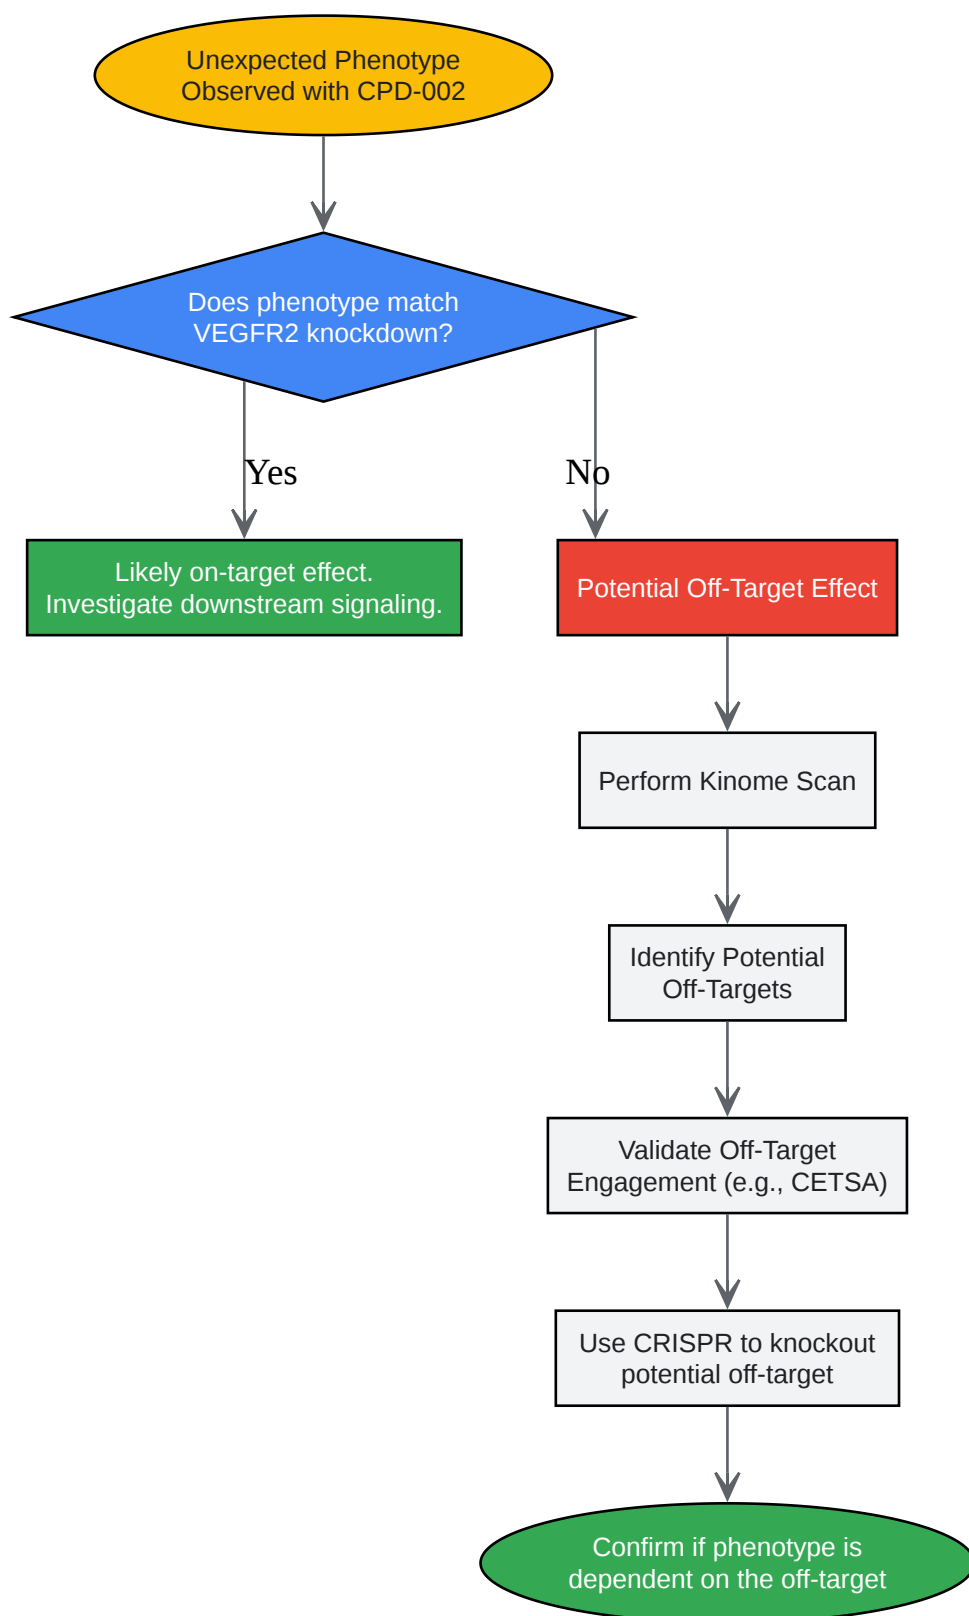 Unexpected Phenotype
Observed with CPD-002
Does phenotype match
VEGFR2 knockdown?
Yes
No
Likely on-target effect.
Investigate downstream signaling.
Potential Off-Target Effect
Perform Kinome Scan
Identify Potential
Off-Targets
Validate Off-Target
Engagement (e.g., CETSA)
Use CRISPR to knockout
potential off-target
Confirm if phenotype is
dependent on the off-target